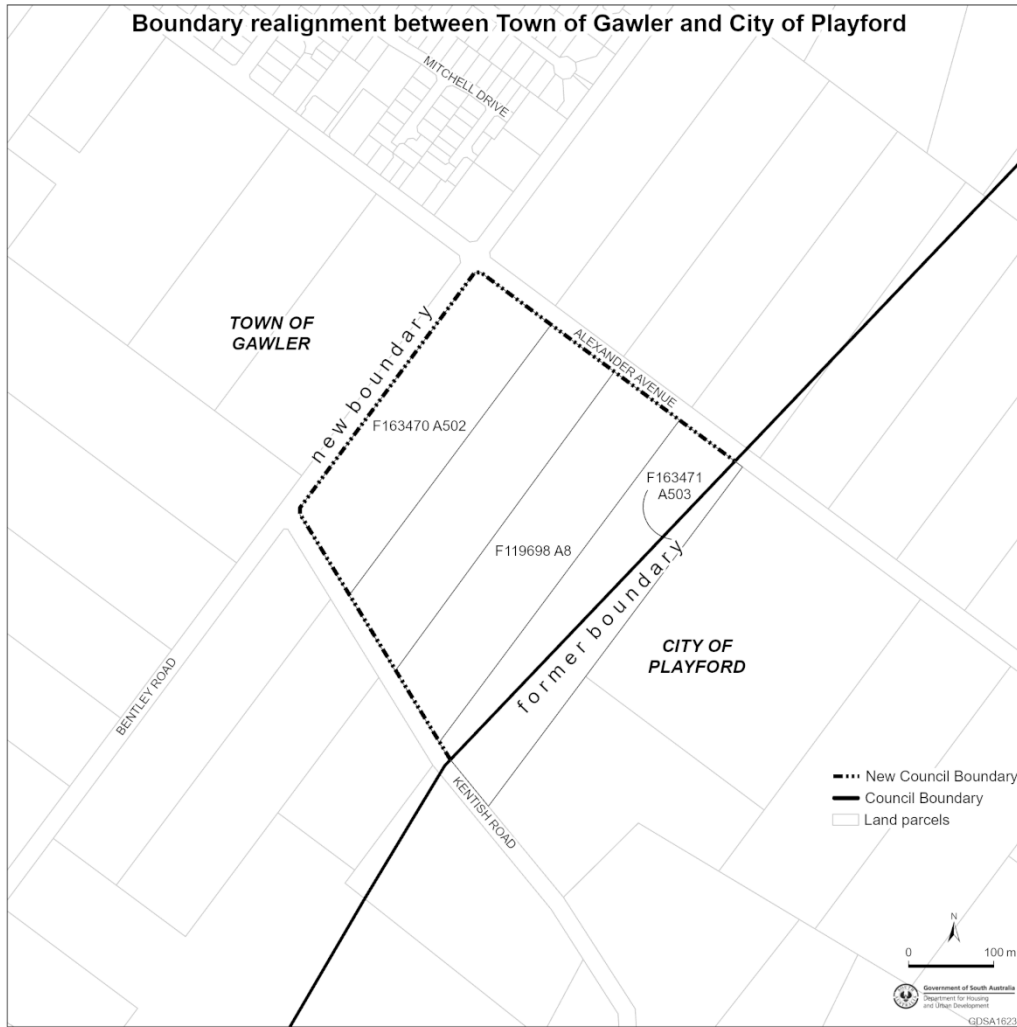 Boundary realignment between Town of Gawler and City of Playford
MITCHELL DRIVE
TOWN OF
GAWLER
new boundary
ALEXANDER AVENUE
F163470 A502
F163471
A503
F119698 A8
former boundary
CITY OF
PLAYFORD
BENTLEY ROAD
KENTISH ROAD
New Council Boundary
Council Boundary
Land parcels
N
0 100 m
Government of South Australia
Department for Housing
and Urban Development
GDSA1623